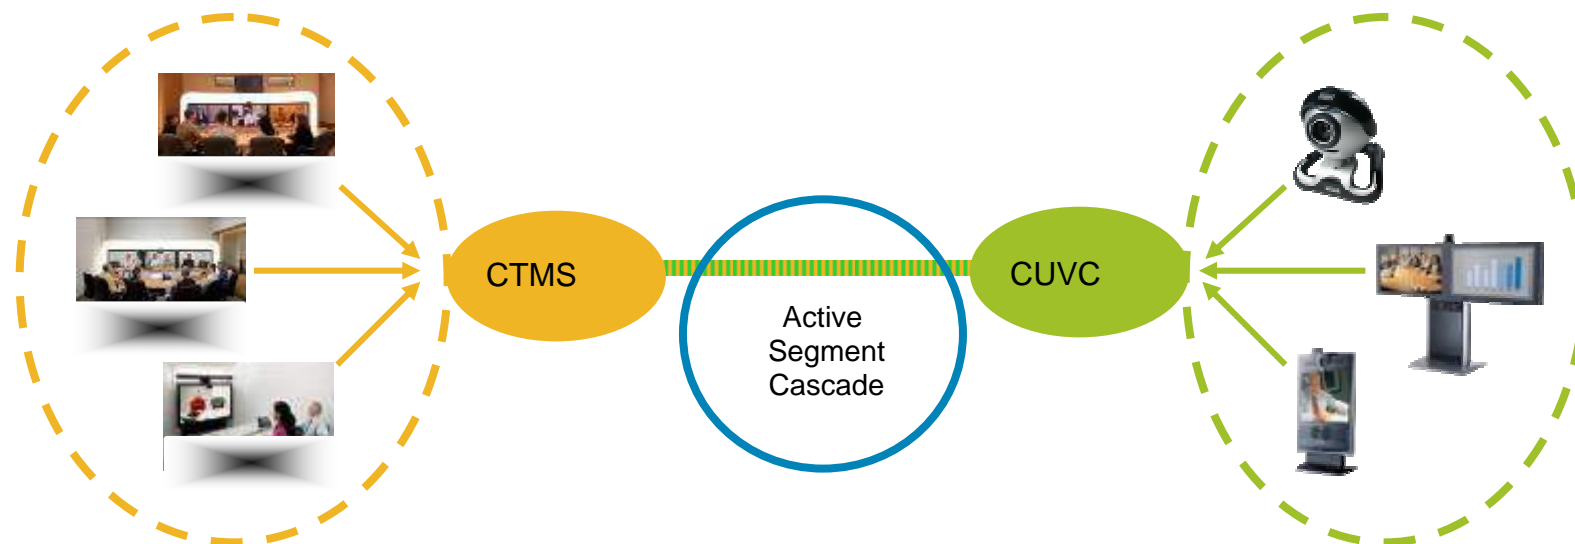 CTMS
CUVC
Active
Segment
Cascade